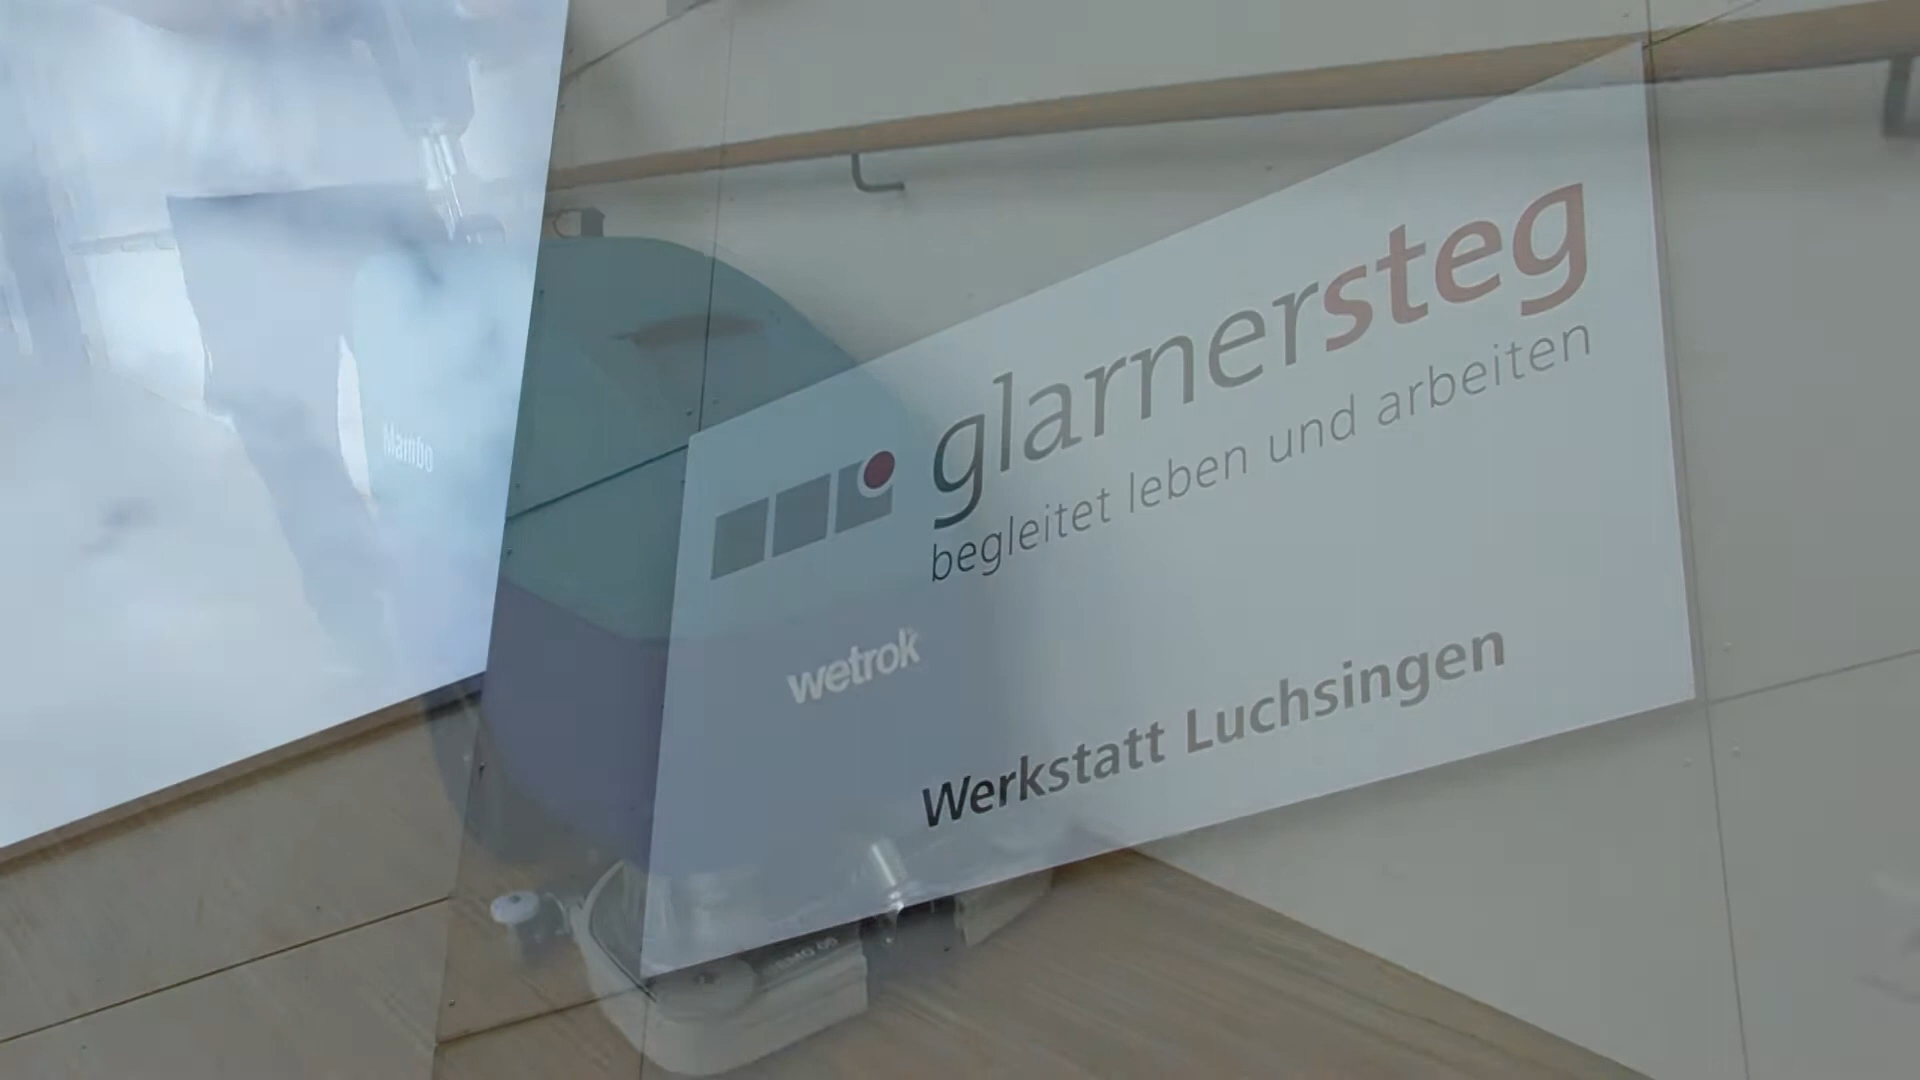 glarnersteg
begleitet leben und arbeiten
Mambo
wetrok
Werkstatt Luchsingen